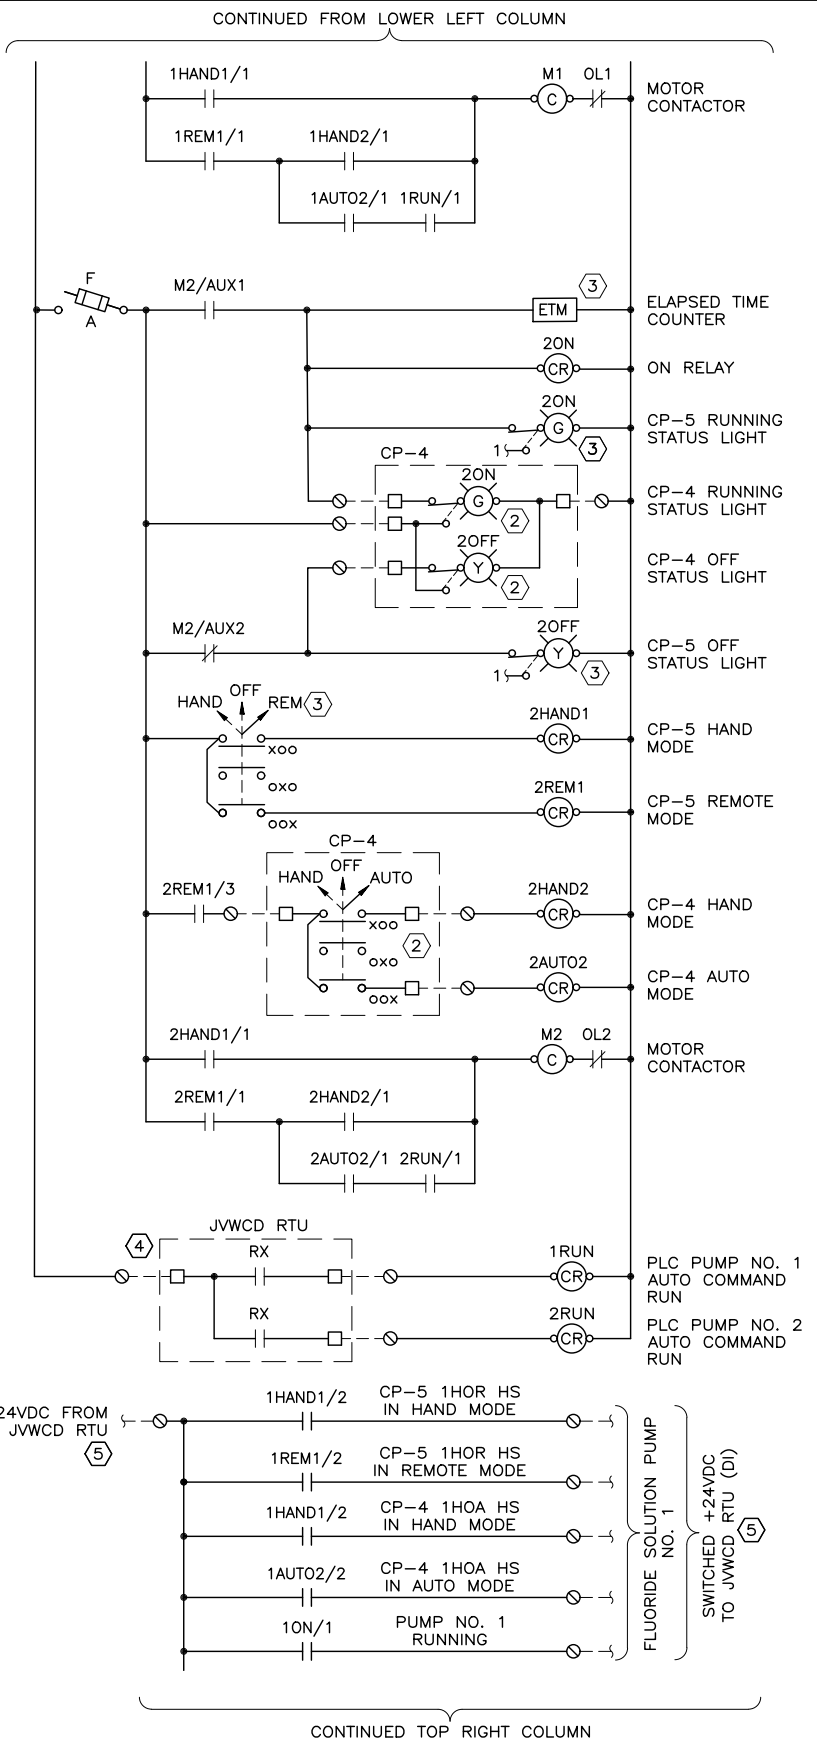 CONTINUED FROM LOWER LEFT COLUMN
1HAND1/1
M1
OL1
C
MOTOR
CONTACTOR
1REM1/1
1HAND2/1
1AUTO2/1
1RUN/1
F
A
M2/AUX1
ETM
3
ELAPSED TIME
COUNTER
2ON
CR
ON RELAY
2ON
G
1
3
CP-5 RUNNING
STATUS LIGHT
CP-4
2ON
G
2
CP-4 RUNNING
STATUS LIGHT
2OFF
Y
2
CP-4 OFF
STATUS LIGHT
M2/AUX2
2OFF
Y
1
3
CP-5 OFF
STATUS LIGHT
HAND
OFF
REM
3
XOO
2HAND1
CR
CP-5 HAND
MODE
OXO
2REM1
CR
OOX
CP-5 REMOTE
MODE
CP-4
HAND
OFF
AUTO
2REM1/3
XOO
2HAND2
CR
CP-4 HAND
MODE
2
OXO
2AUTO2
CR
OOX
CP-4 AUTO
MODE
2HAND1/1
M2
OL2
C
MOTOR
CONTACTOR
2REM1/1
2HAND2/1
2AUTO2/1
2RUN/1
JVWCD RTU
4
RX
1RUN
CR
PLC PUMP NO. 1
AUTO COMMAND
RUN
RX
2RUN
CR
PLC PUMP NO. 2
AUTO COMMAND
RUN
24VDC FROM
JVWCD RTU
5
1HAND1/2
CP-5 1HOR HS
IN HAND MODE
1REM1/2
CP-5 1HOR HS
IN REMOTE MODE
1HAND1/2
CP-4 1HOA HS
IN HAND MODE
1AUTO2/2
CP-4 1HOA HS
IN AUTO MODE
1ON/1
PUMP NO. 1
RUNNING
FLUORIDE SOLUTION PUMP
NO. 1
SWITCHED +24VDC
TO JVWCD RTU (DI)
5
CONTINUED TOP RIGHT COLUMN